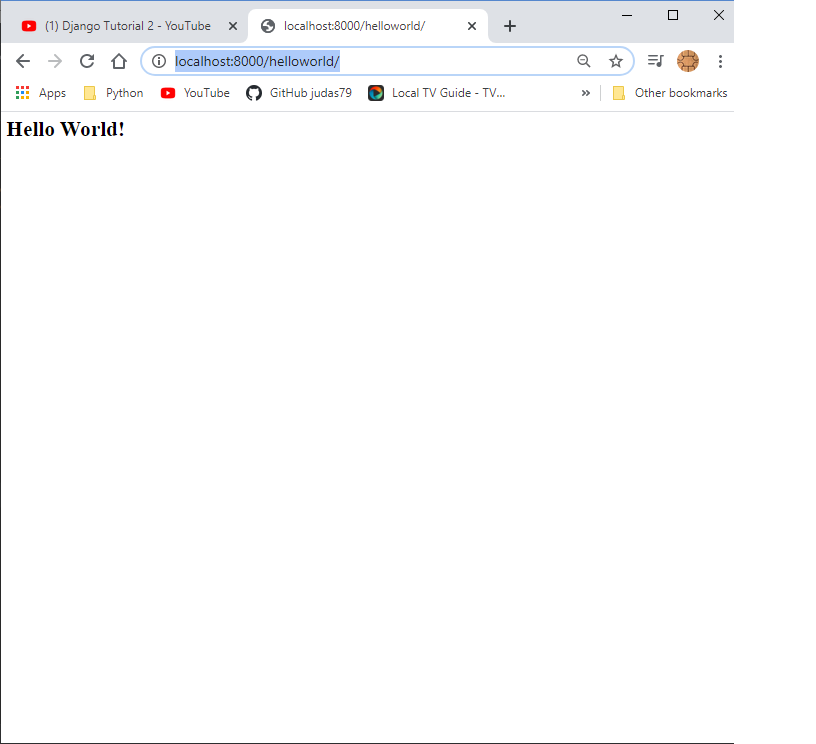 (1) Django Tutorial 2 - YouTube localhost:8000/helloworld/
localhost:8000/helloworld/
Apps Python YouTube GitHub judas79 Local TV Guide - TV... » Other bookmarks
Hello World!